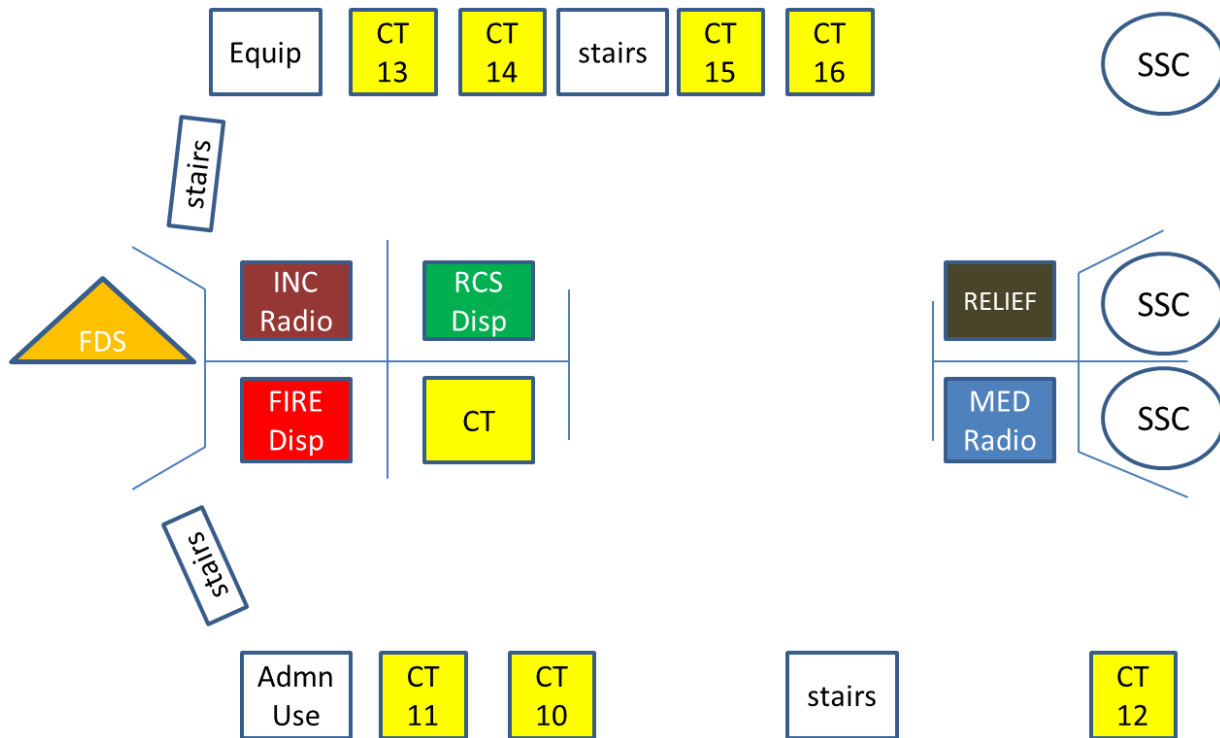 Equip
CT
13
CT
14
stairs
CT
15
CT
16
SSC
stairs
FDS
INC
Radio
RCS
Disp
RELIEF
SSC
FIRE
Disp
CT
MED
Radio
SSC
stairs
Admn
Use
CT
11
CT
10
stairs
CT
12